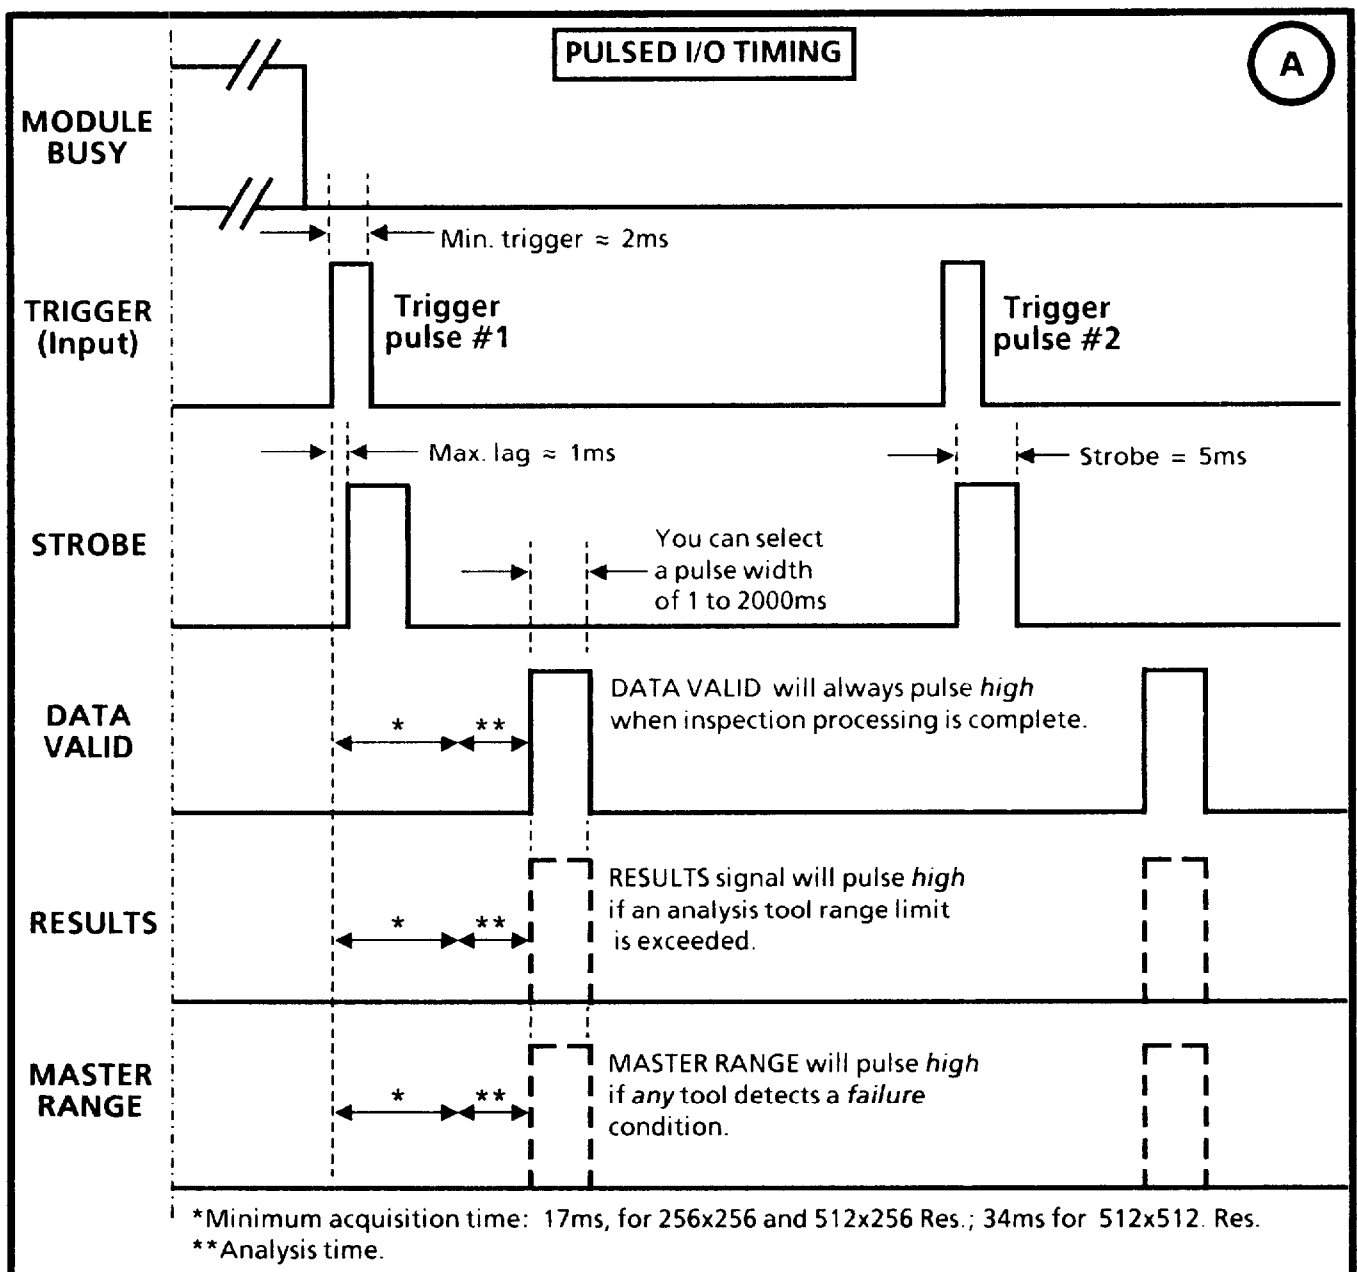 PULSED I/O TIMING
A
MODULE
BUSY
Min. trigger ≈ 2ms
TRIGGER
(Input)
Trigger
pulse #1
Trigger
pulse #2
Max. lag ≈ 1ms
Strobe = 5ms
STROBE
You can select
a pulse width
of 1 to 2000ms
DATA
VALID
*
**
DATA VALID will always pulse high
when inspection processing is complete.
RESULTS
*
**
RESULTS signal will pulse high
if an analysis tool range limit
is exceeded.
MASTER
RANGE
*
**
MASTER RANGE will pulse high
if any tool detects a failure
condition.
*Minimum acquisition time: 17ms, for 256x256 and 512x256 Res.; 34ms for 512x512. Res.
**Analysis time.